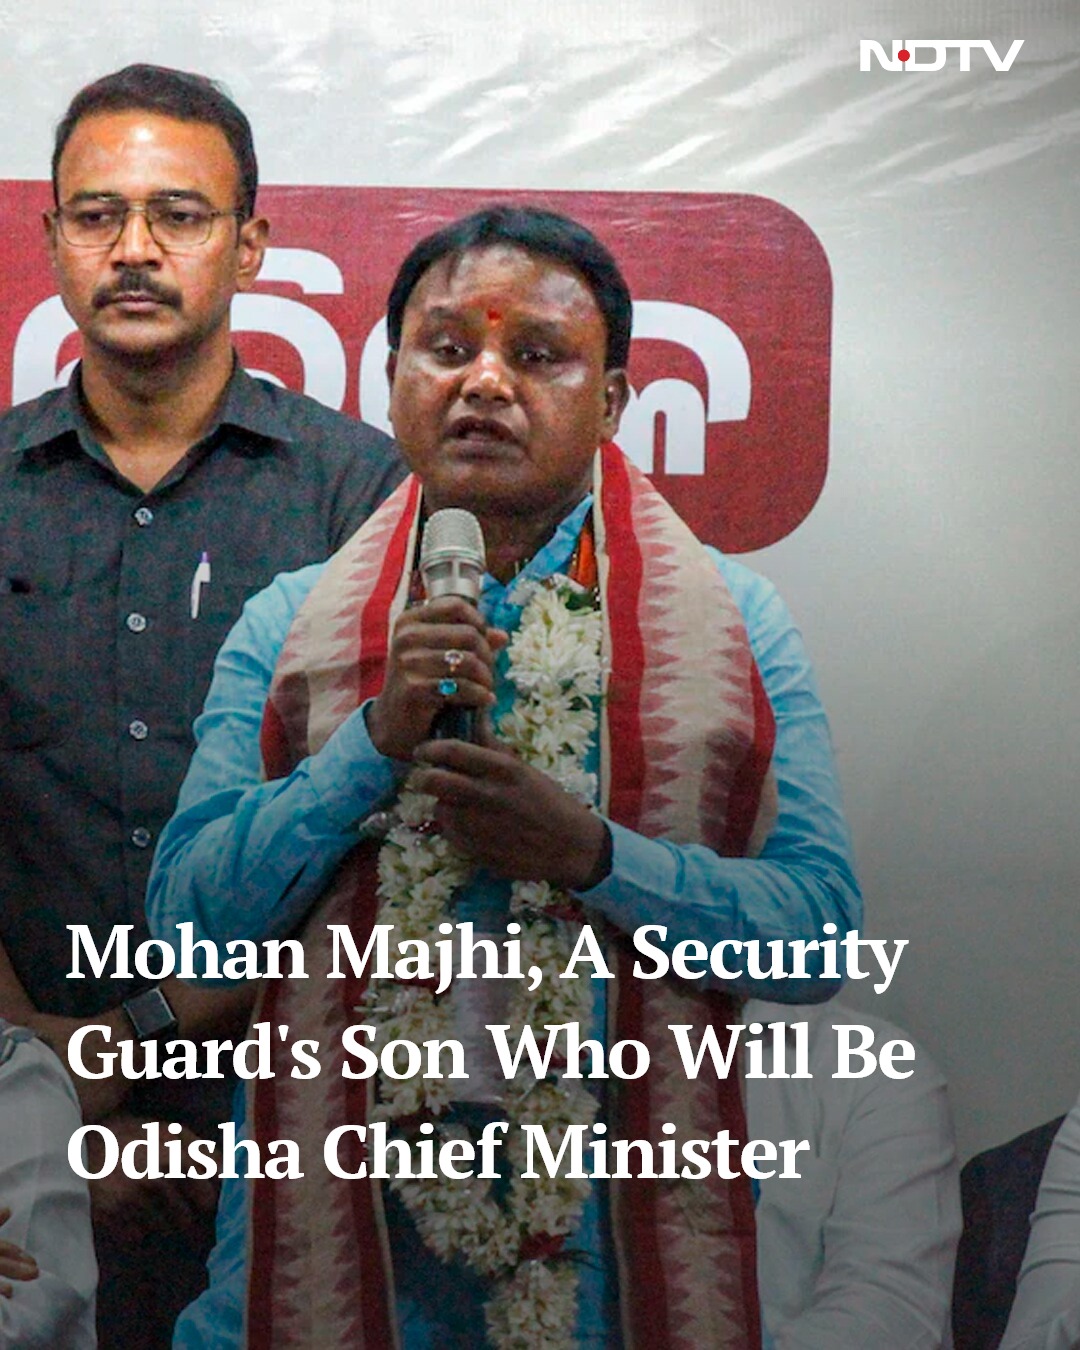 NDTV
Mohan Majhi, A Security
Guard's Son Who Will Be
Odisha Chief Minister